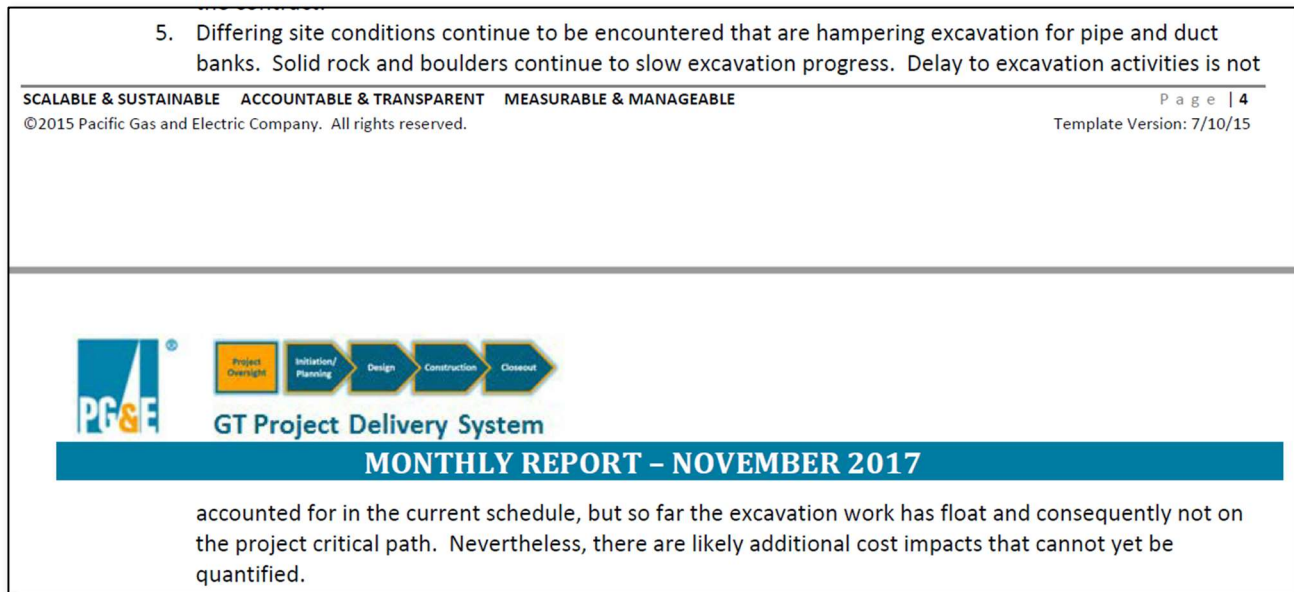 the contract.
5. Differing site conditions continue to be encountered that are hampering excavation for pipe and duct
banks. Solid rock and boulders continue to slow excavation progress. Delay to excavation activities is not
SCALABLE & SUSTAINABLE ACCOUNTABLE & TRANSPARENT MEASURABLE & MANAGEABLE Page | 4
©2015 Pacific Gas and Electric Company. All rights reserved. Template Version: 7/10/15
PG&E ®
Project Oversight
Initiation/ Planning
Design
Construction
Closeout
GT Project Delivery System
MONTHLY REPORT – NOVEMBER 2017
accounted for in the current schedule, but so far the excavation work has float and consequently not on
the project critical path. Nevertheless, there are likely additional cost impacts that cannot yet be
quantified.